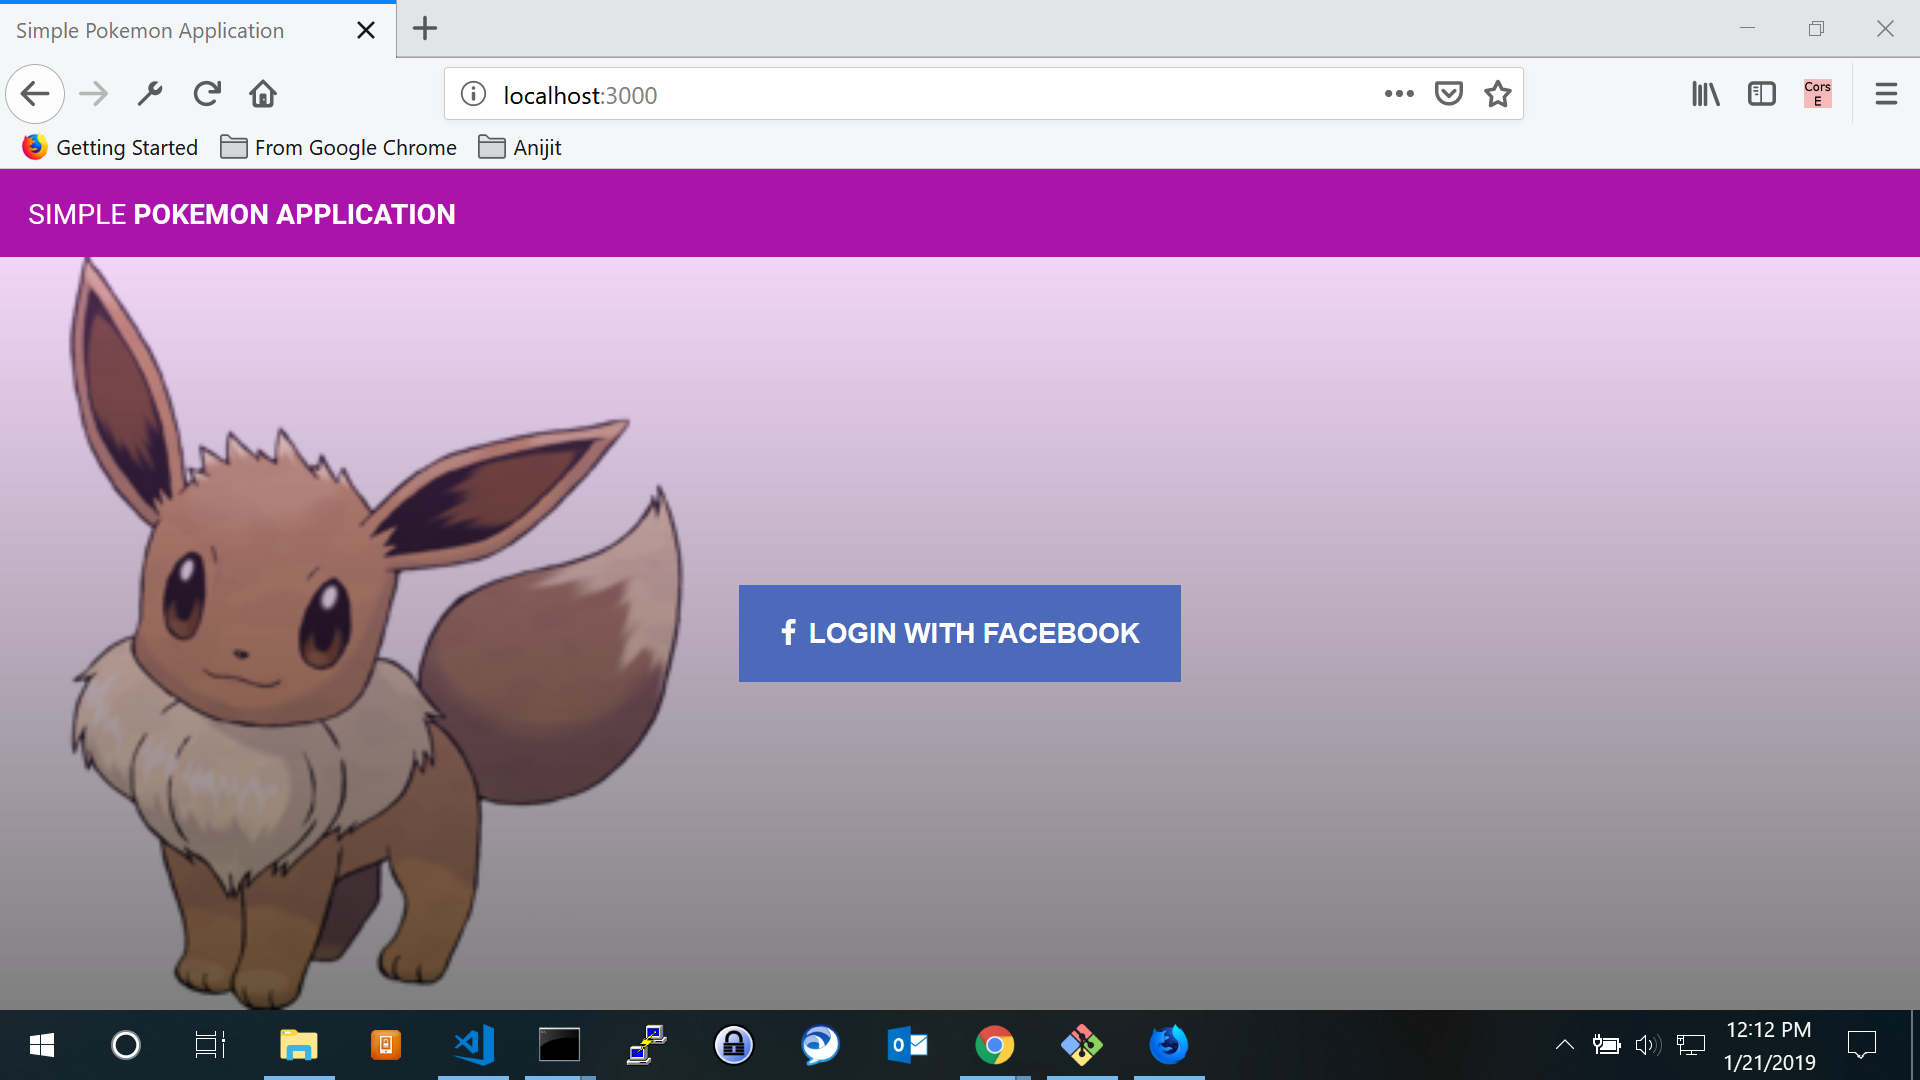 Simple Pokemon Application
localhost:3000
Cors
E
Getting Started
From Google Chrome
Anijit
SIMPLE POKEMON APPLICATION
f LOGIN WITH FACEBOOK
12:12 PM
1/21/2019